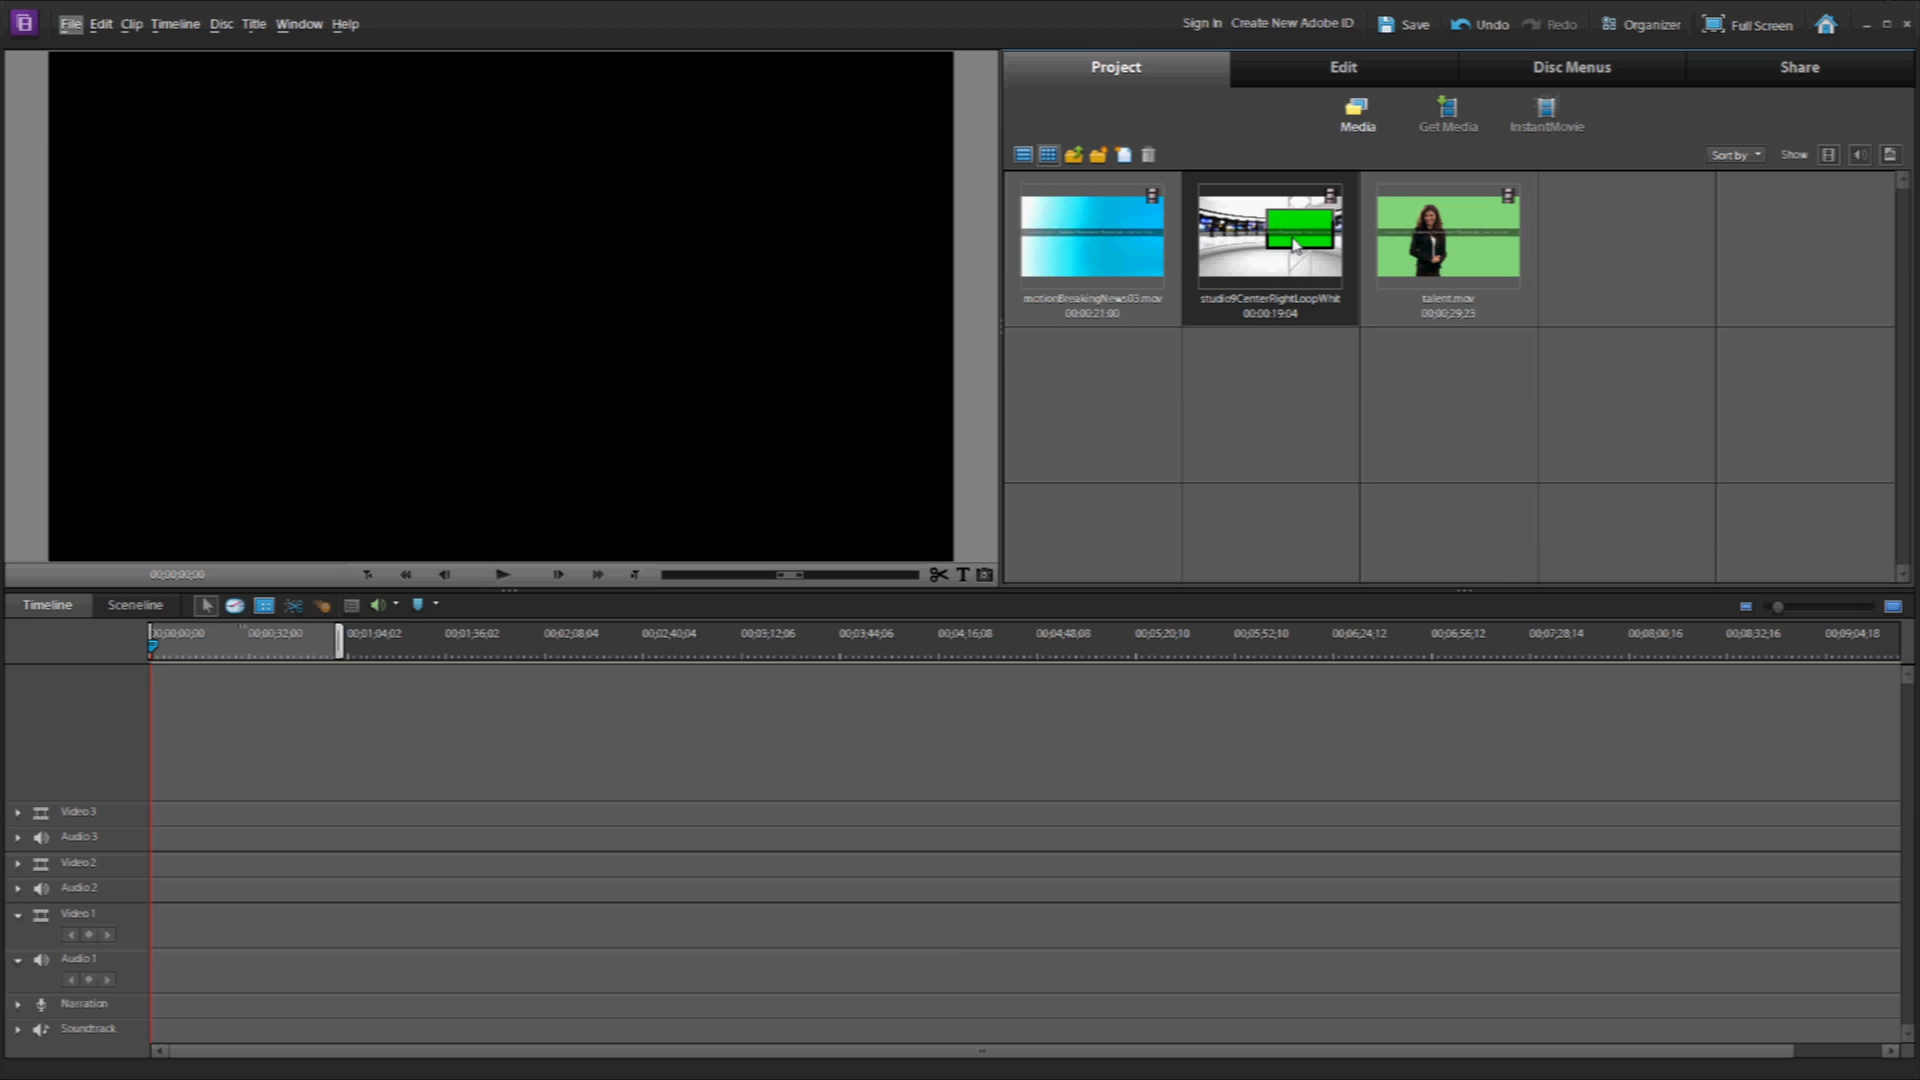 File Edit Clip Timeline Disc Title Window Help
Sign In Create New Adobe ID Save Undo Redo Organizer Full Screen
Project Edit Disc Menus Share
Media Get Media InstantMovie
Sort by Show
motionBreakingNews03.mov studio9CenterRightLoopWhit talent.mov
00:00:21:00 00:00:19:04 00;00;29;23
00;00;00;00
T
Timeline Sceneline
00;00;00;00 00;00;32;00 00;01;04;02 00;01;36;02 00;02;08;04 00;02;40;04 00;03;12;06 00;03;44;06 00;04;16;08 00;04;48;08 00;05;20;10 00;05;52;10 00;06;24;12 00;06;56;12 00;07;28;14 00;08;00;16 00;08;32;16 00;09;04;18
Video 3
Audio 3
Video 2
Audio 2
Video 1
Audio 1
Narration
Soundtrack